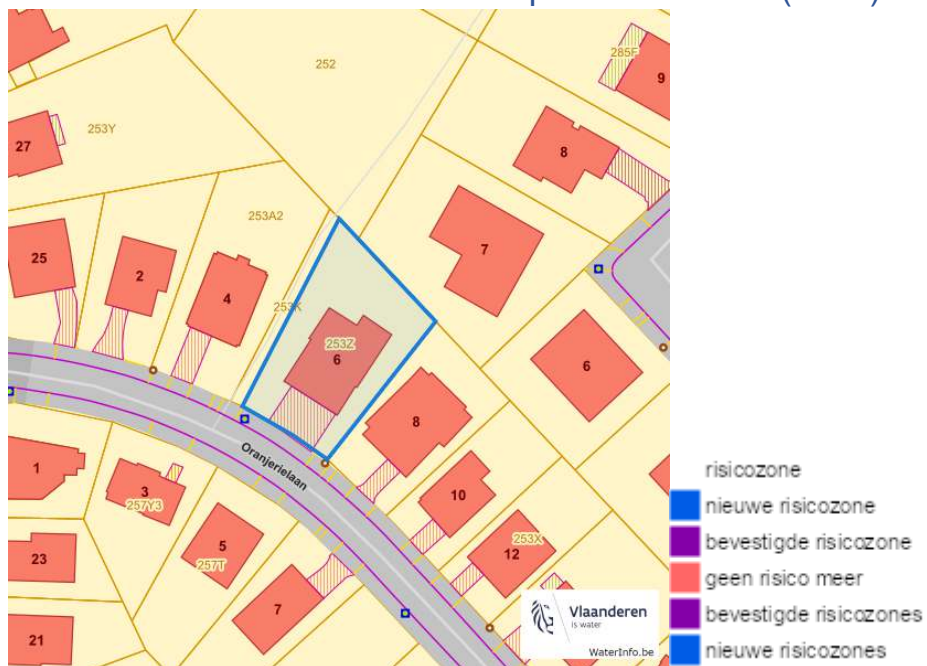 252
285F
9
253Y
27
8
253A2
7
25
2
4
253K
253Z
6
6
8
Oranjerielaan
1
3
257Y3
10
253X
12
5
23
257T
7
21
Vlaanderen
is water
WaterInfo.be
risicozone
nieuwe risicozone
bevestigde risicozone
geen risico meer
bevestigde risicozones
nieuwe risicozones